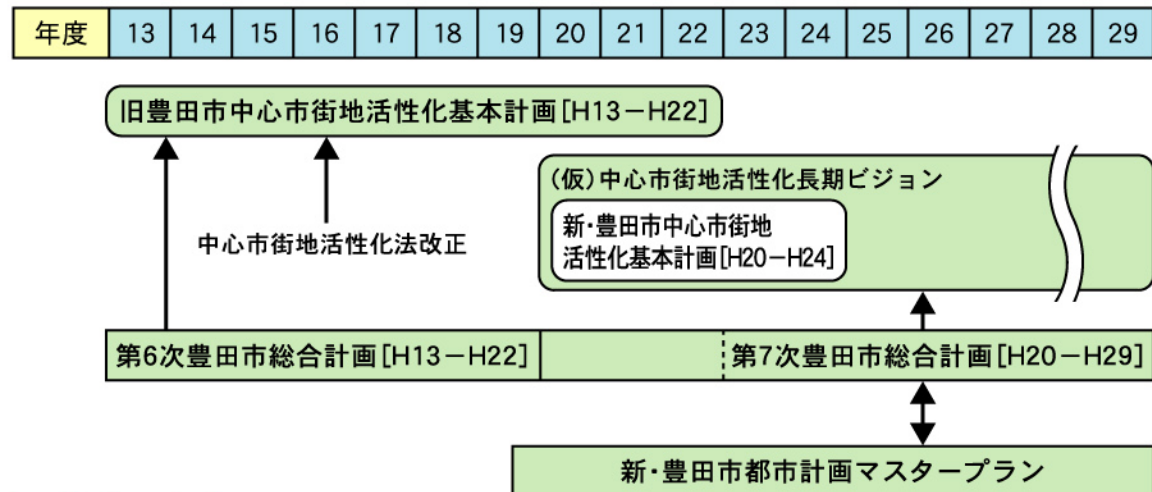 年度 13 14 15 16 17 18 19 20 21 22 23 24 25 26 27 28 29
旧豊田市中心市街地活性化基本計画[H13−H22]
(仮)中心市街地活性化長期ビジョン
新・豊田市中心市街地
活性化基本計画[H20−H24]
中心市街地活性化法改正
第6次豊田市総合計画[H13−H22]
第7次豊田市総合計画[H20−H29]
新・豊田市都市計画マスタープラン